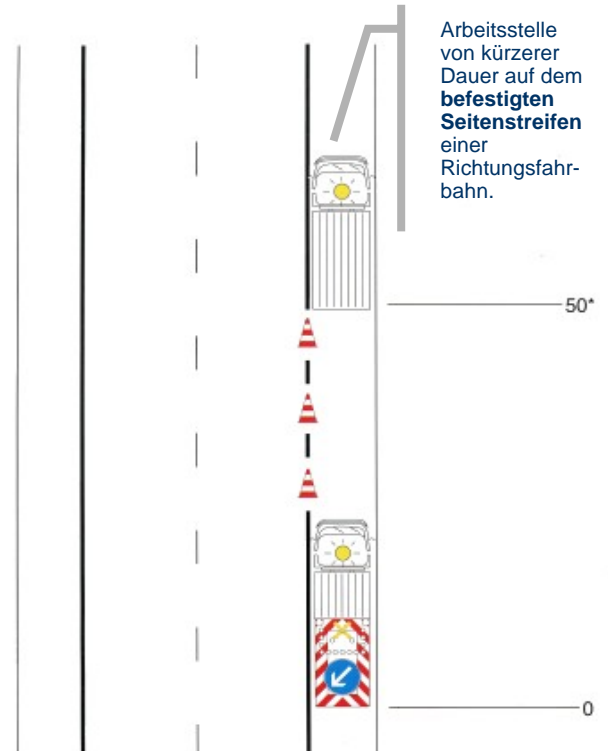 Arbeitsstelle
von kürzerer
Dauer auf dem
befestigten
Seitenstreifen
einer
Richtungsfahr-
bahn.
50*
0